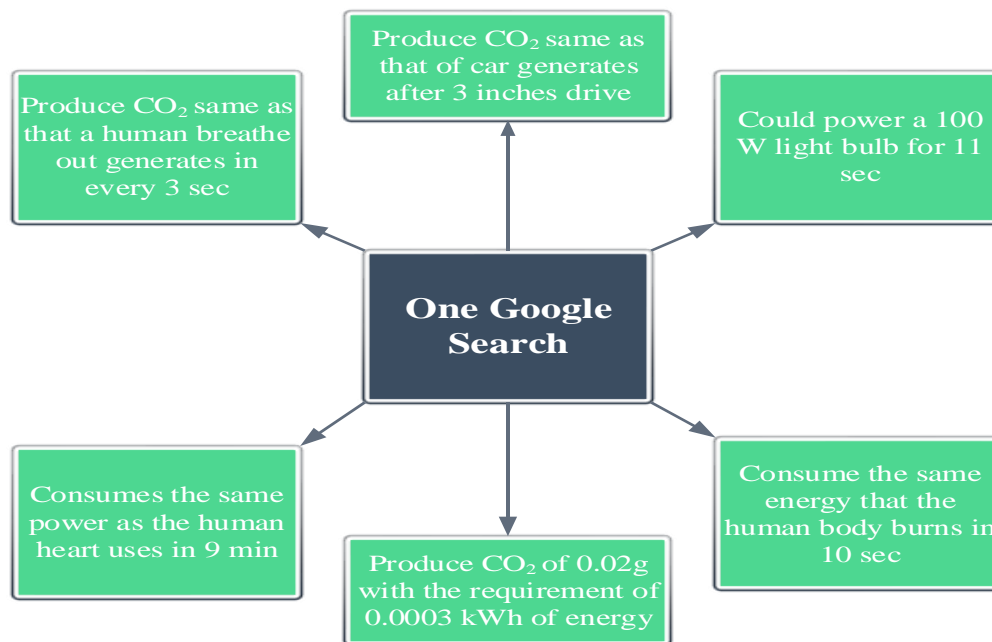 Produce CO₂ same as
that of car generates
after 3 inches drive
Produce CO₂ same as
that a human breathe
out generates in
every 3 sec
Could power a 100
W light bulb for 11
sec
One Google
Search
Consumes the same
power as the human
heart uses in 9 min
Consume the same
energy that the
human body burns in
10 sec
Produce CO₂ of 0.02g
with the requirement of
0.0003 kWh of energy